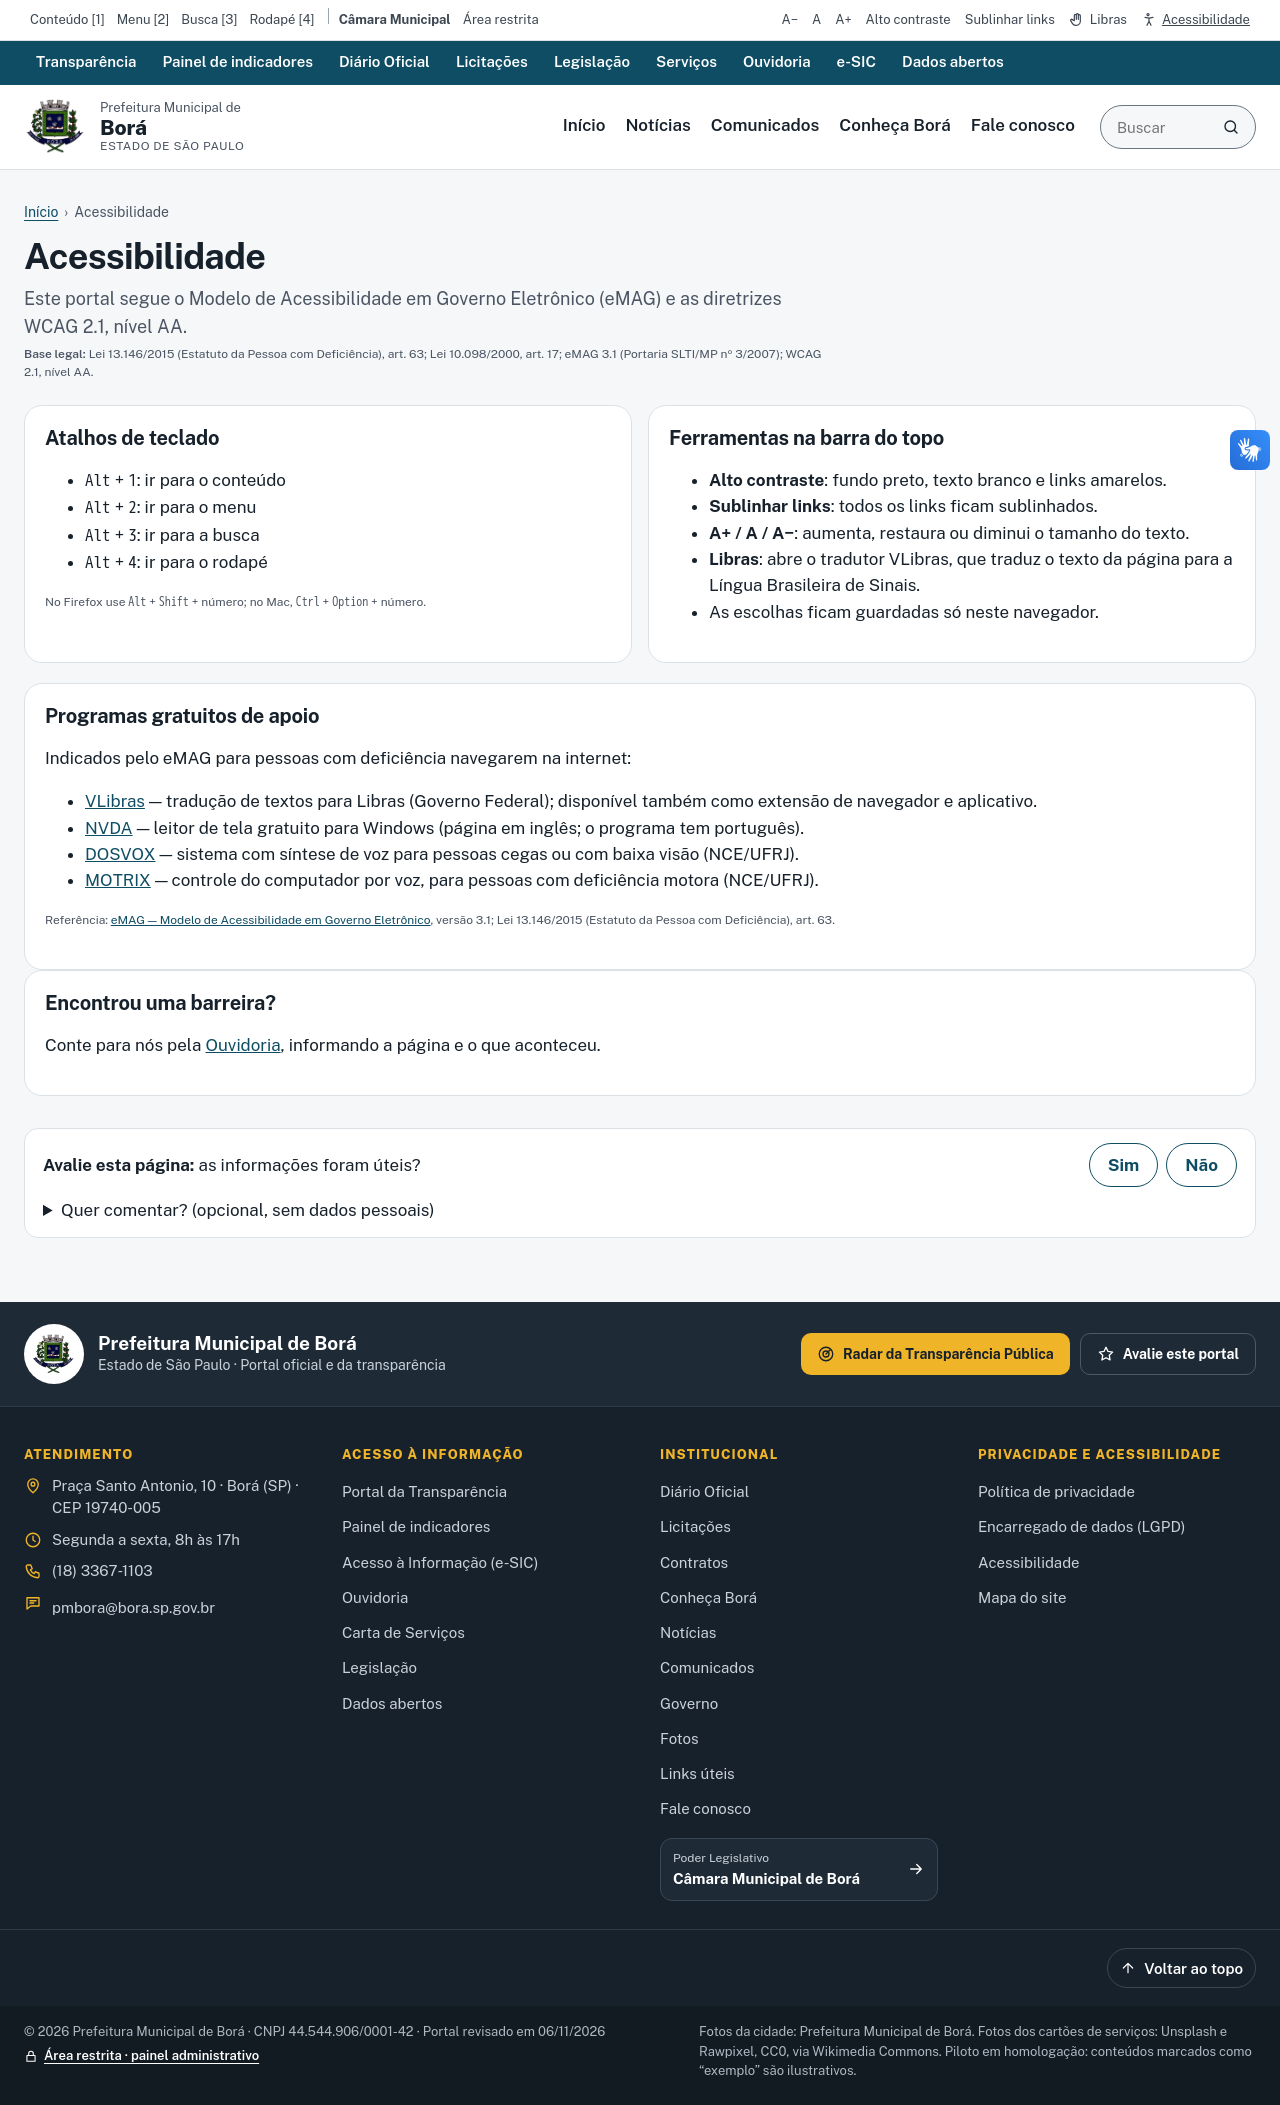 Conteúdo [1] Menu [2] Busca [3] Rodapé [4] Câmara Municipal Área restrita A− A A+ Alto contraste Sublinhar links Libras Acessibilidade
Transparência Painel de indicadores Diário Oficial Licitações Legislação Serviços Ouvidoria e-SIC Dados abertos
Prefeitura Municipal de
Borá
ESTADO DE SÃO PAULO
Início Notícias Comunicados Conheça Borá Fale conosco Buscar
Início › Acessibilidade
Acessibilidade
Este portal segue o Modelo de Acessibilidade em Governo Eletrônico (eMAG) e as diretrizes
WCAG 2.1, nível AA.
Base legal: Lei 13.146/2015 (Estatuto da Pessoa com Deficiência), art. 63; Lei 10.098/2000, art. 17; eMAG 3.1 (Portaria SLTI/MP nº 3/2007); WCAG
2.1, nível AA.
Atalhos de teclado
Alt + 1: ir para o conteúdo
Alt + 2: ir para o menu
Alt + 3: ir para a busca
Alt + 4: ir para o rodapé
No Firefox use Alt + Shift + número; no Mac, Ctrl + Option + número.
Ferramentas na barra do topo
Alto contraste: fundo preto, texto branco e links amarelos.
Sublinhar links: todos os links ficam sublinhados.
A+ / A / A−: aumenta, restaura ou diminui o tamanho do texto.
Libras: abre o tradutor VLibras, que traduz o texto da página para a
Língua Brasileira de Sinais.
As escolhas ficam guardadas só neste navegador.
Programas gratuitos de apoio
Indicados pelo eMAG para pessoas com deficiência navegarem na internet:
VLibras — tradução de textos para Libras (Governo Federal); disponível também como extensão de navegador e aplicativo.
NVDA — leitor de tela gratuito para Windows (página em inglês; o programa tem português).
DOSVOX — sistema com síntese de voz para pessoas cegas ou com baixa visão (NCE/UFRJ).
MOTRIX — controle do computador por voz, para pessoas com deficiência motora (NCE/UFRJ).
Referência: eMAG — Modelo de Acessibilidade em Governo Eletrônico, versão 3.1; Lei 13.146/2015 (Estatuto da Pessoa com Deficiência), art. 63.
Encontrou uma barreira?
Conte para nós pela Ouvidoria, informando a página e o que aconteceu.
Avalie esta página: as informações foram úteis? Sim Não
Quer comentar? (opcional, sem dados pessoais)
Prefeitura Municipal de Borá
Estado de São Paulo · Portal oficial e da transparência
Radar da Transparência Pública Avalie este portal
ATENDIMENTO
Praça Santo Antonio, 10 · Borá (SP) ·
CEP 19740-005
Segunda a sexta, 8h às 17h
(18) 3367-1103
pmbora@bora.sp.gov.br
ACESSO À INFORMAÇÃO
Portal da Transparência
Painel de indicadores
Acesso à Informação (e-SIC)
Ouvidoria
Carta de Serviços
Legislação
Dados abertos
INSTITUCIONAL
Diário Oficial
Licitações
Contratos
Conheça Borá
Notícias
Comunicados
Governo
Fotos
Links úteis
Fale conosco
Poder Legislativo
Câmara Municipal de Borá
PRIVACIDADE E ACESSIBILIDADE
Política de privacidade
Encarregado de dados (LGPD)
Acessibilidade
Mapa do site
Voltar ao topo
© 2026 Prefeitura Municipal de Borá · CNPJ 44.544.906/0001-42 · Portal revisado em 06/11/2026
Área restrita · painel administrativo
Fotos da cidade: Prefeitura Municipal de Borá. Fotos dos cartões de serviços: Unsplash e
Rawpixel, CC0, via Wikimedia Commons. Piloto em homologação: conteúdos marcados como
“exemplo” são ilustrativos.